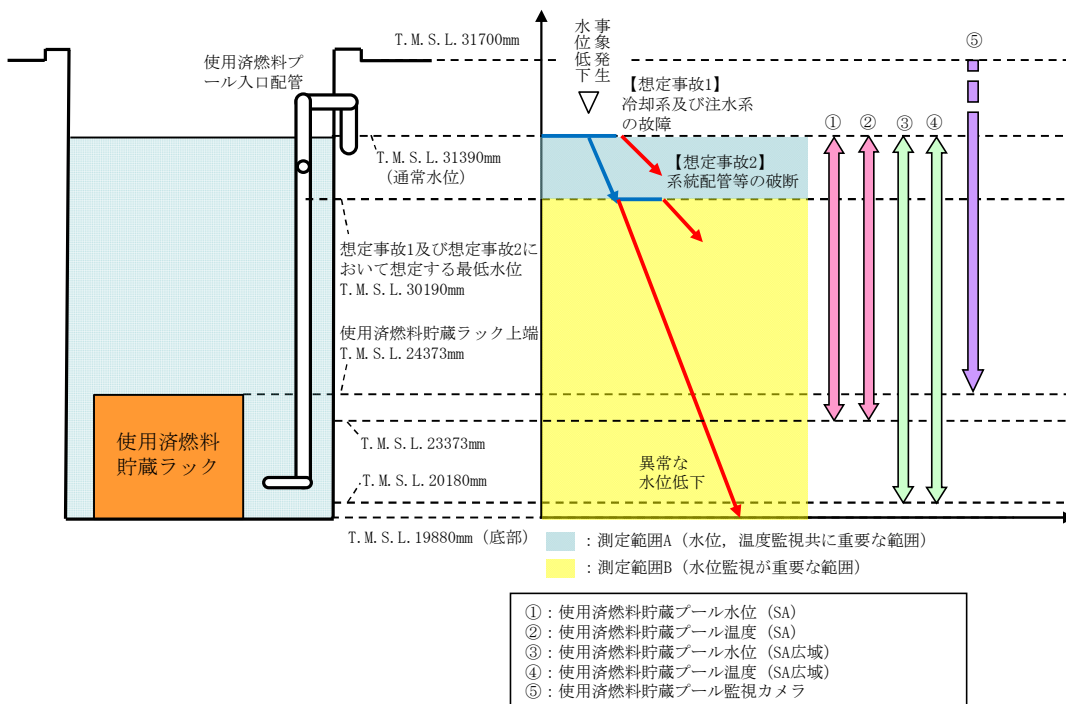 T.M.S.L.31700mm
使用済燃料プ
ール入口配管
T.M.S.L.31390mm
(通常水位)
想定事故1及び想定事故2に
おいて想定する最低水位
T.M.S.L.30190mm
使用済燃料貯蔵ラック上端
T.M.S.L.24373mm
使用済燃料
貯蔵ラック
T.M.S.L.23373mm
T.M.S.L.20180mm
T.M.S.L.19880mm(底部)
事象発生
水位低下
【想定事故1】
冷却系及び注水系
の故障
【想定事故2】
系統配管等の破断
異常な
水位低下
①
②
③
④
⑤
:測定範囲A(水位,温度監視共に重要な範囲)
:測定範囲B(水位監視が重要な範囲)
①:使用済燃料貯蔵プール水位(SA)
②:使用済燃料貯蔵プール温度(SA)
③:使用済燃料貯蔵プール水位(SA広域)
④:使用済燃料貯蔵プール温度(SA広域)
⑤:使用済燃料貯蔵プール監視カメラ